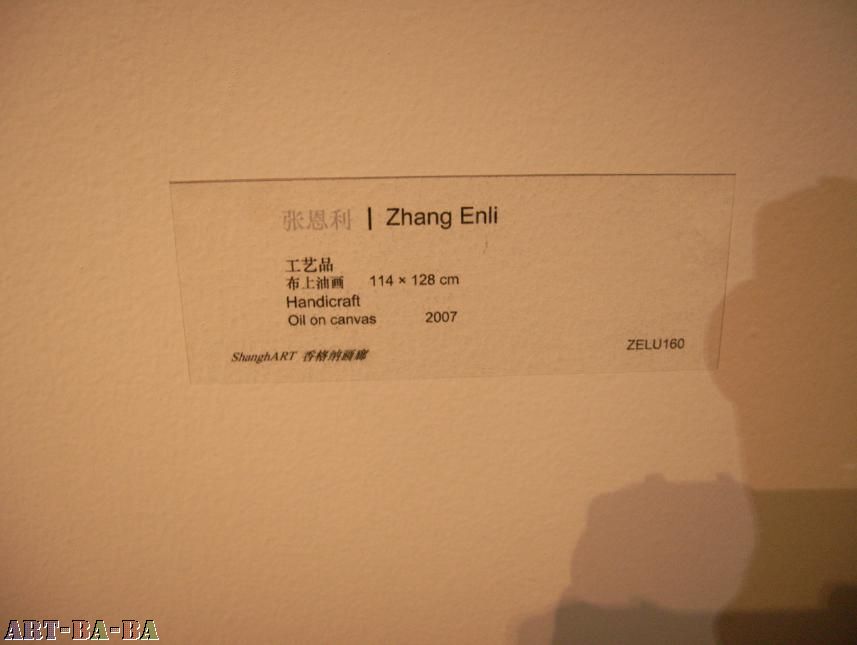 张恩利 | Zhang Enli
工艺品
布上油画 114 × 128 cm
Handicraft
Oil on canvas 2007
ShanghART 香格纳画廊 ZELU160
ART-BA-BA